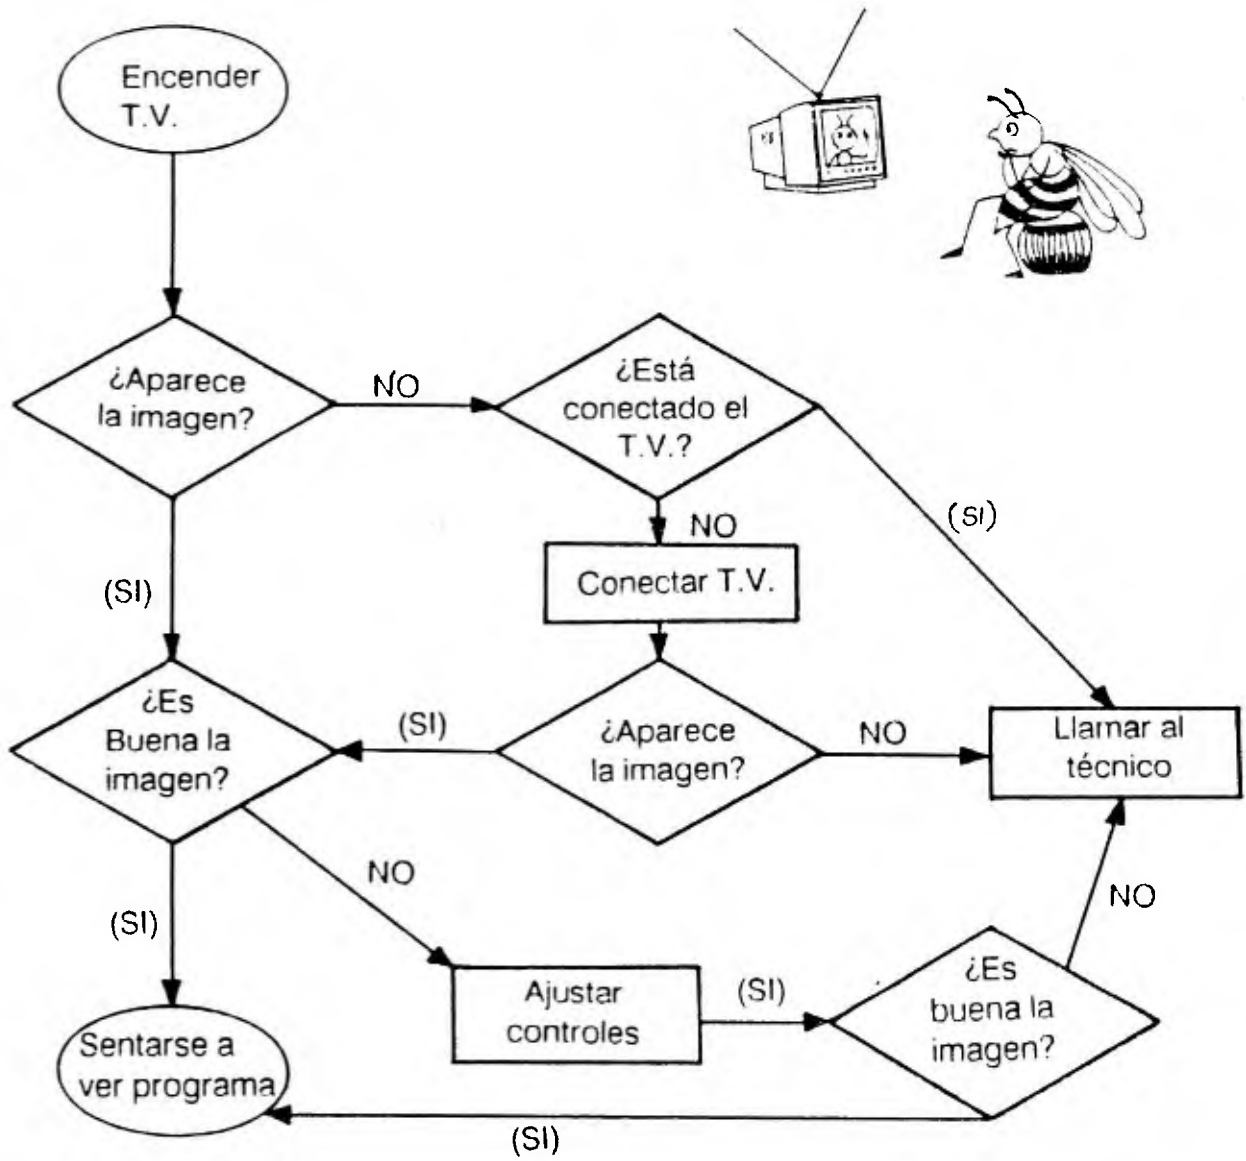 Encender
T.V.
¿Aparece
la imagen?
NO
¿Está
conectado el
T.V.?
(SI)
NO
Conectar T.V.
(SI)
¿Es
Buena la
imagen?
(SI)
¿Aparece
la imagen?
NO
Llamar al
técnico
NO
NO
(SI)
Ajustar
controles
(SI)
¿Es
buena la
imagen?
Sentarse a
ver programa
(SI)